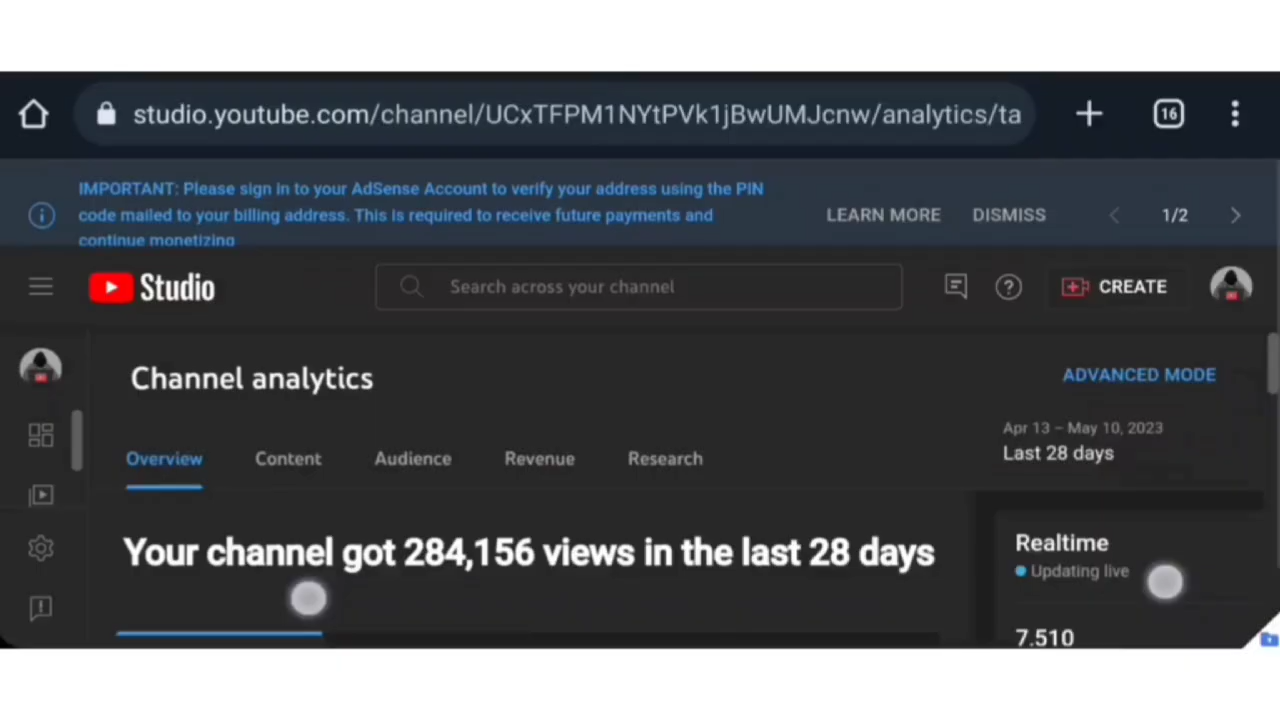 studio.youtube.com/channel/UCxTFPM1NYtPVk1jBwUMJcnw/analytics/ta
16
IMPORTANT: Please sign in to your AdSense Account to verify your address using the PIN
code mailed to your billing address. This is required to receive future payments and
continue monetizing
LEARN MORE
DISMISS
1/2
Studio
Search across your channel
CREATE
Channel analytics
ADVANCED MODE
Apr 13 – May 10, 2023
Last 28 days
Overview
Content
Audience
Revenue
Research
Your channel got 284,156 views in the last 28 days
Realtime
Updating live
7.510